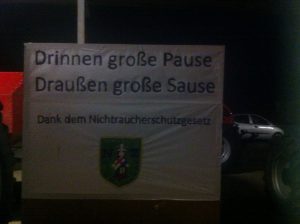 Drinnen große Pause
Draußen große Sause
Dank dem Nichtraucherschutzgesetz